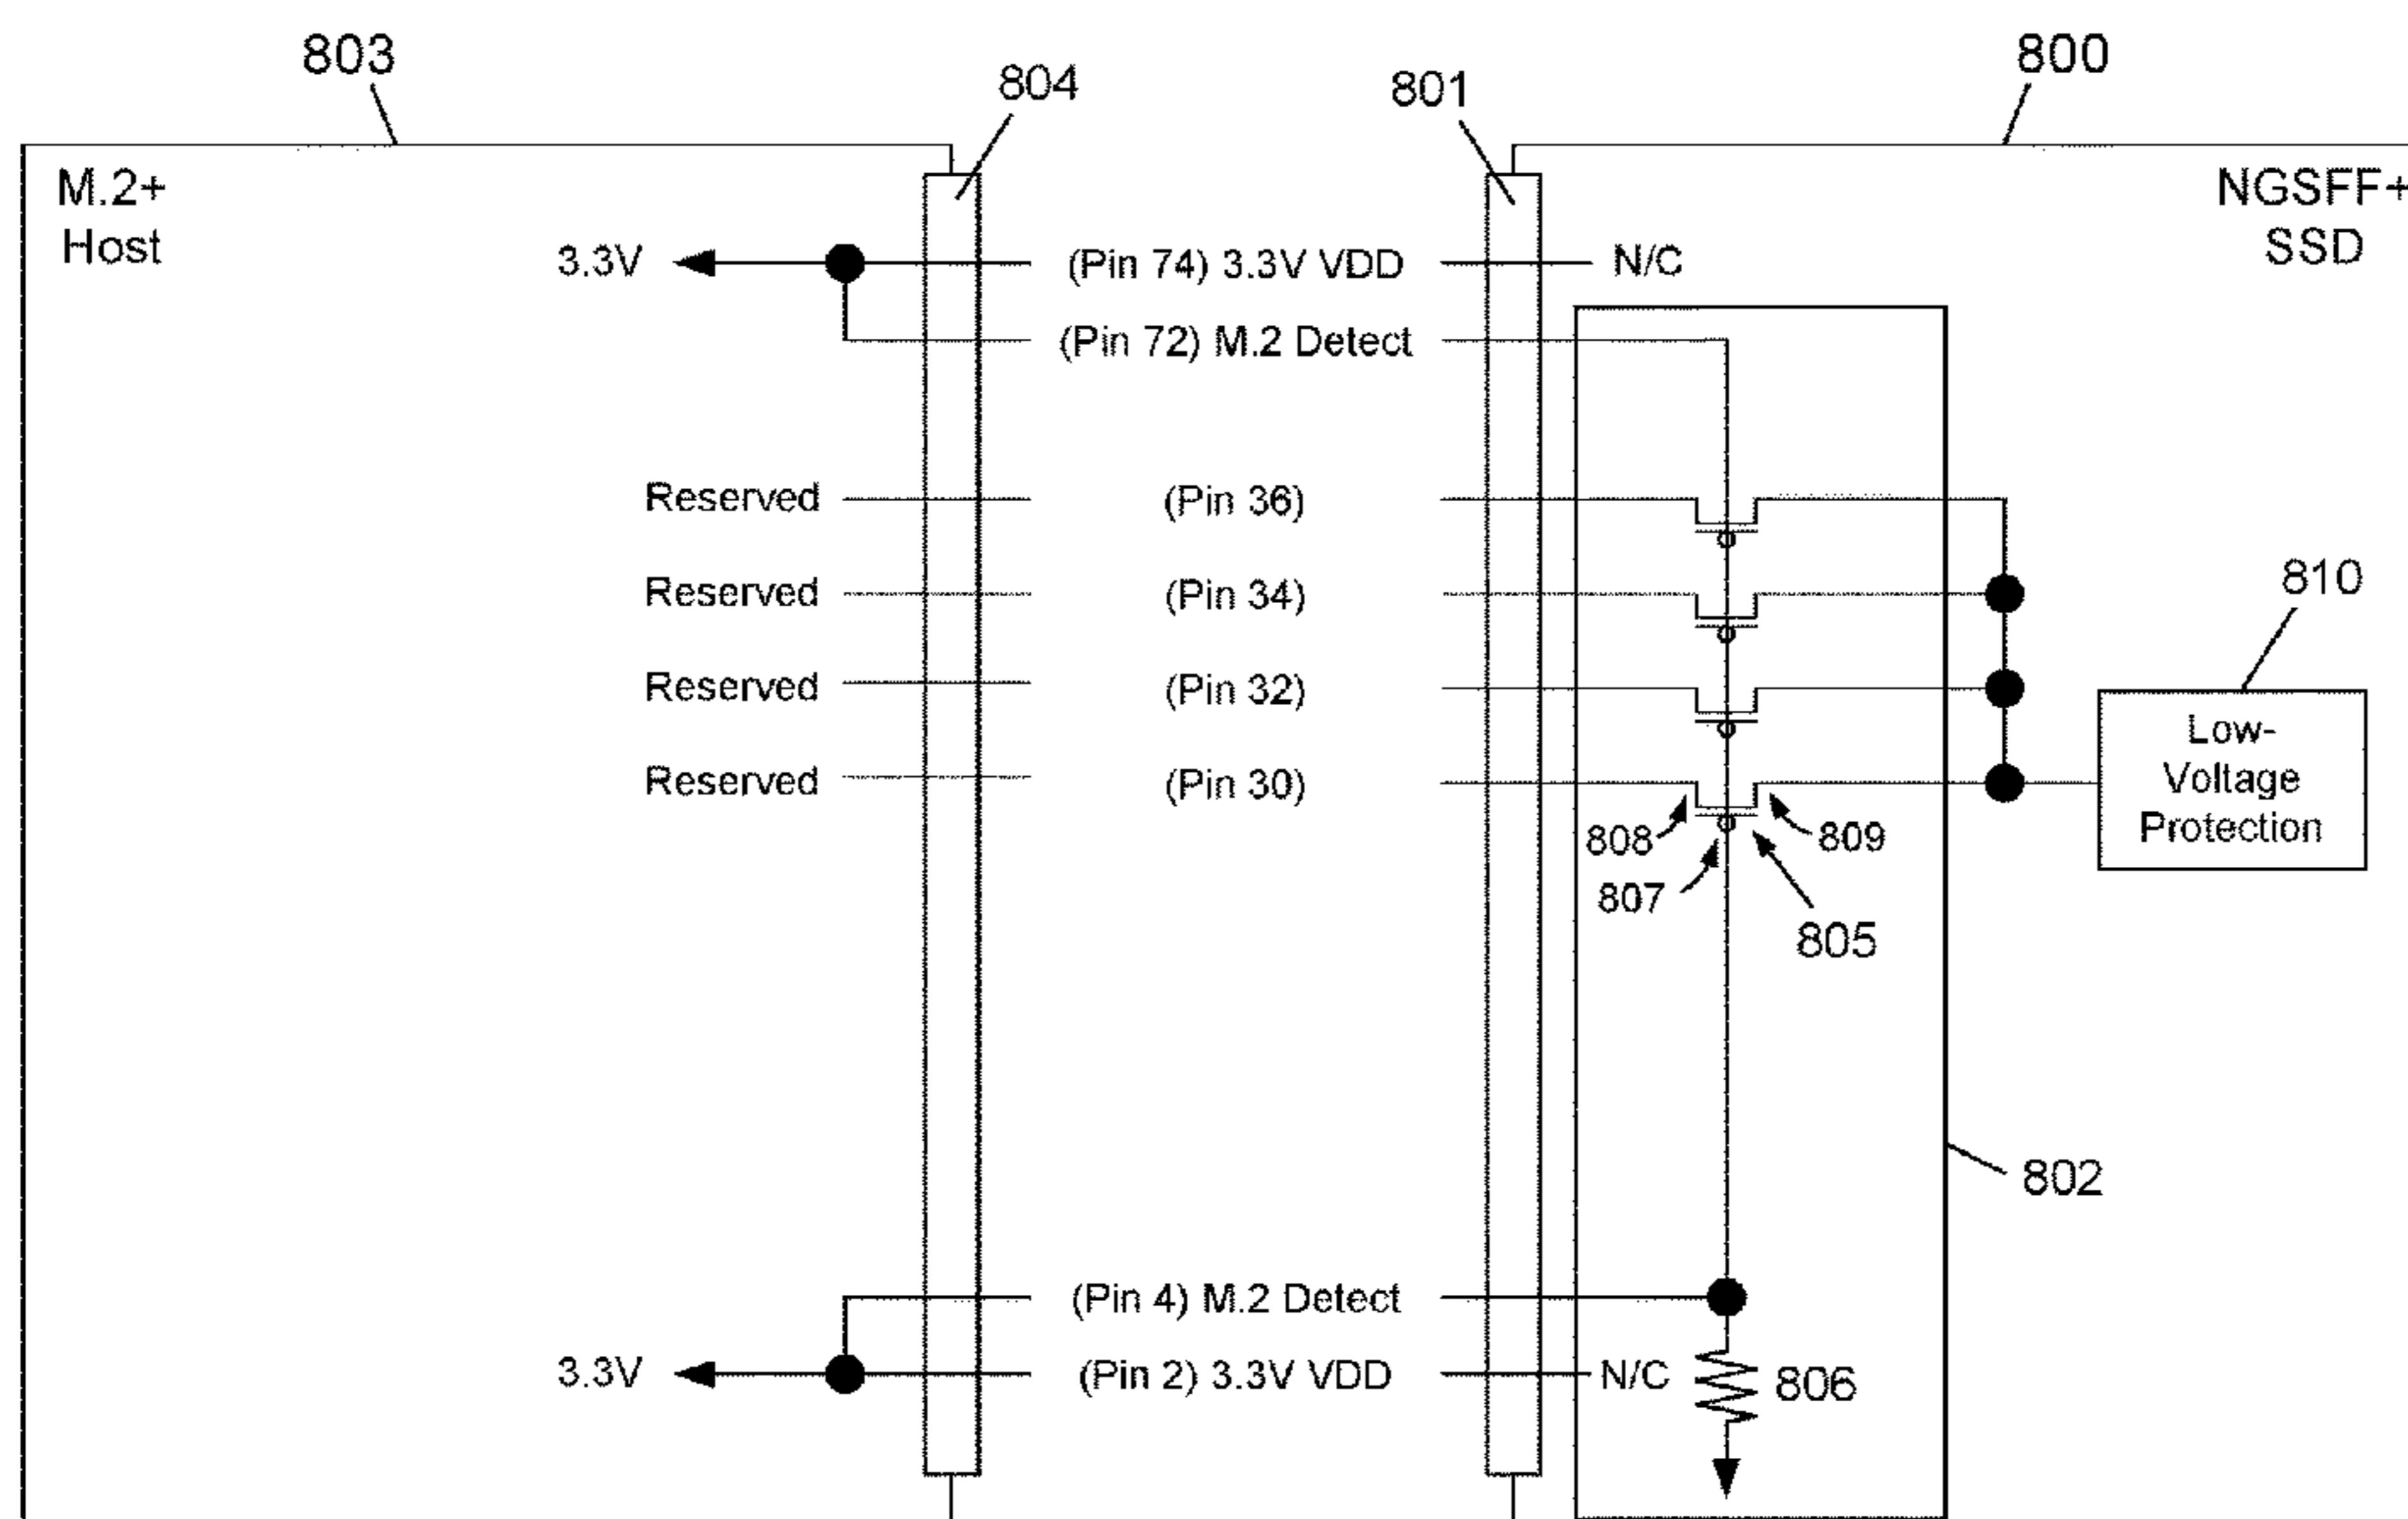 803
804
801
800
M.2+
Host
NGSFF+
SSD
3.3V
(Pin 74) 3.3V VDD
N/C
(Pin 72) M.2 Detect
Reserved
(Pin 36)
Reserved
(Pin 34)
810
Reserved
(Pin 32)
Low-
Voltage
Protection
Reserved
(Pin 30)
808
809
807
805
802
(Pin 4) M.2 Detect
3.3V
(Pin 2) 3.3V VDD
N/C
806